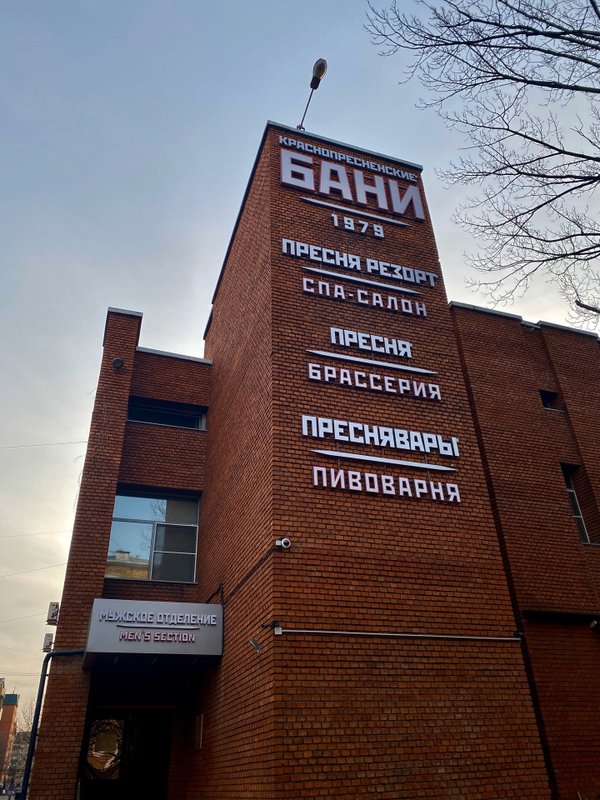 КРАСНОПРЕСНЕНСКИЕ
БАНИ
1979
ПРЕСНЯ РЕЗОРТ
СПА-САЛОН
ПРЕСНЯ
БРАССЕРИЯ
ПРЕСНЯВАРЫ
ПИВОВАРНЯ
МУЖСКОЕ ОТДЕЛЕНИЕ
MEN'S SECTION